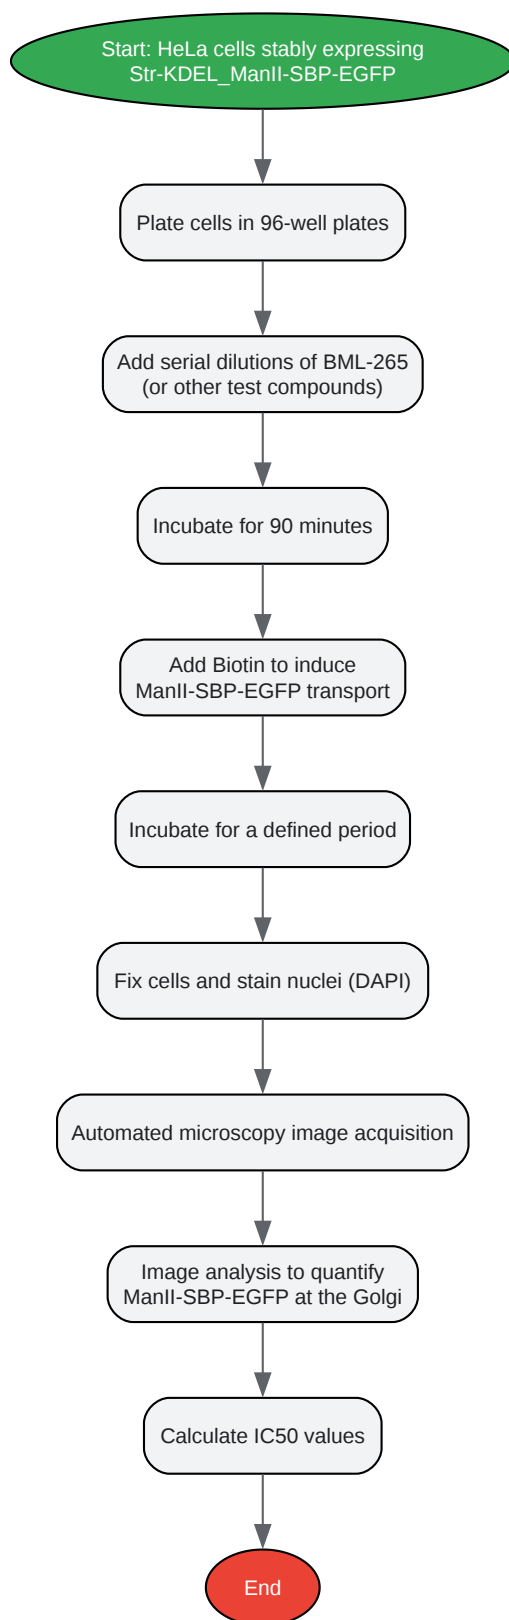 Start: HeLa cells stably expressing
Str-KDEL_ManII-SBP-EGFP
Plate cells in 96-well plates
Add serial dilutions of BML-265
(or other test compounds)
Incubate for 90 minutes
Add Biotin to induce
ManII-SBP-EGFP transport
Incubate for a defined period
Fix cells and stain nuclei (DAPI)
Automated microscopy image acquisition
Image analysis to quantify
ManII-SBP-EGFP at the Golgi
Calculate IC50 values
End